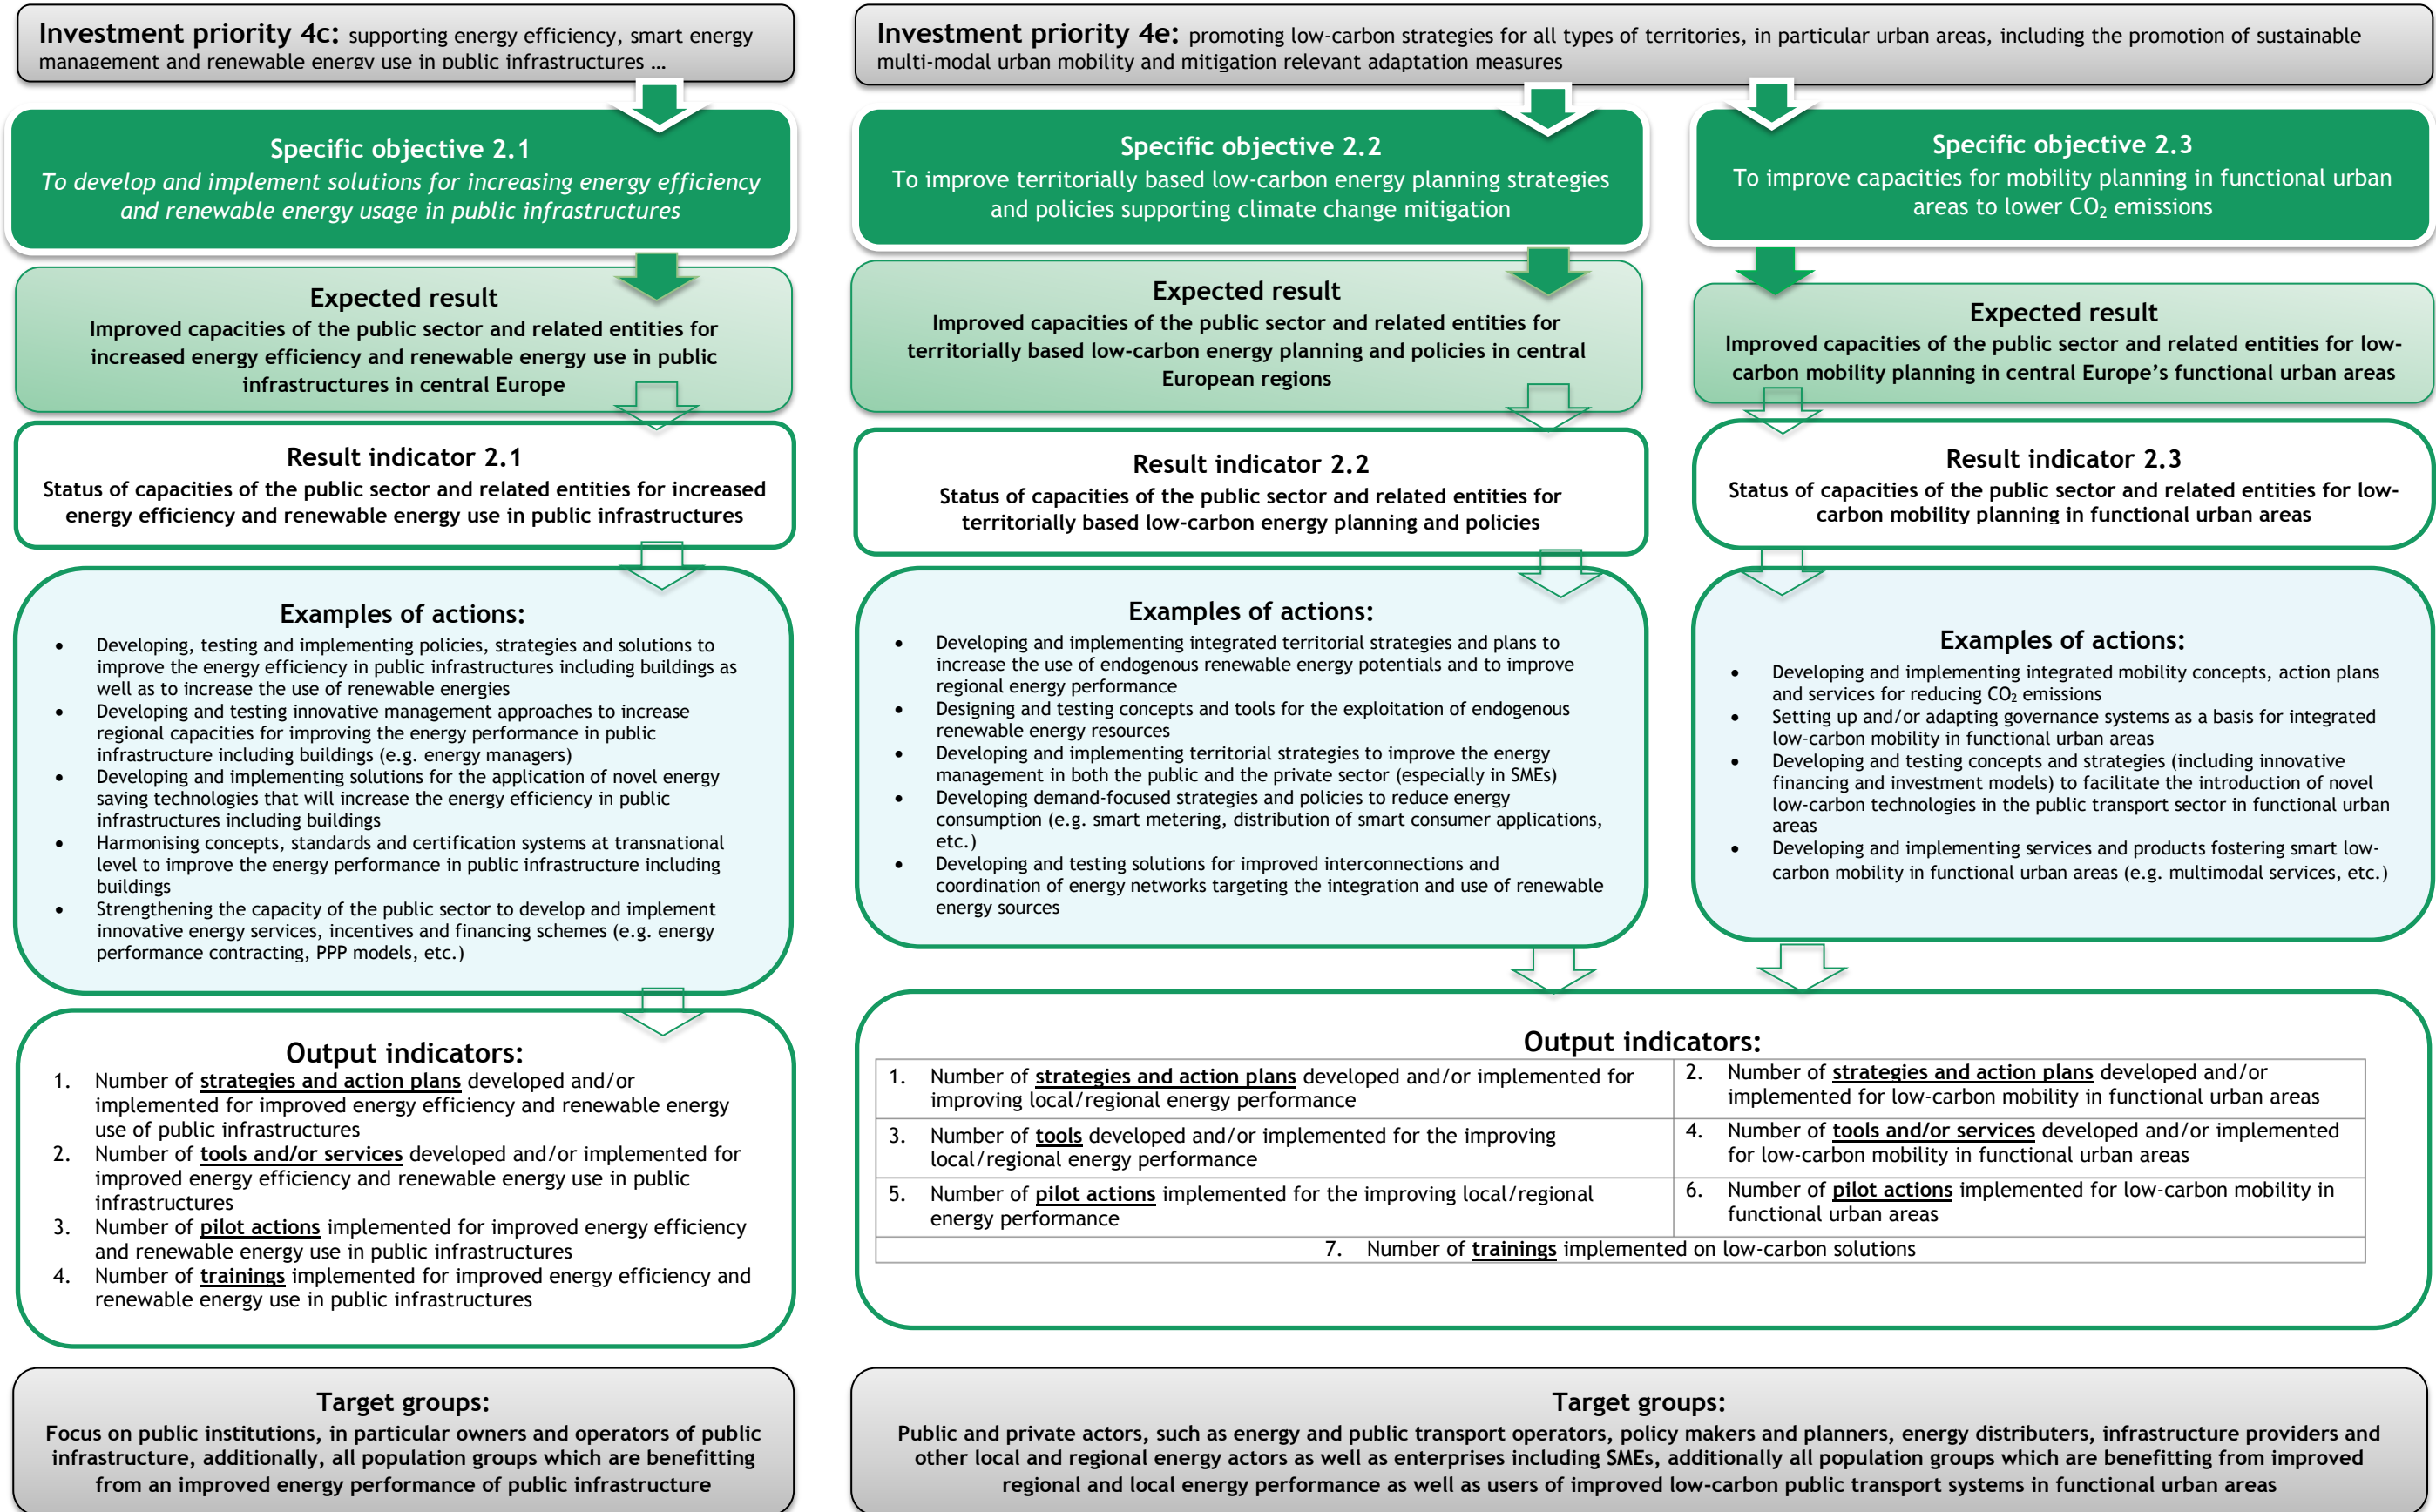 Investment priority 4c: supporting energy efficiency, smart energy
management and renewable energy use in public infrastructures …
Specific objective 2.1
To develop and implement solutions for increasing energy efficiency
and renewable energy usage in public infrastructures
Expected result
Improved capacities of the public sector and related entities for
increased energy efficiency and renewable energy use in public
infrastructures in central Europe
Result indicator 2.1
Status of capacities of the public sector and related entities for increased
energy efficiency and renewable energy use in public infrastructures
Examples of actions:
• Developing, testing and implementing policies, strategies and solutions to
improve the energy efficiency in public infrastructures including buildings as
well as to increase the use of renewable energies
• Developing and testing innovative management approaches to increase
regional capacities for improving the energy performance in public
infrastructure including buildings (e.g. energy managers)
• Developing and implementing solutions for the application of novel energy
saving technologies that will increase the energy efficiency in public
infrastructures including buildings
• Harmonising concepts, standards and certification systems at transnational
level to improve the energy performance in public infrastructure including
buildings
• Strengthening the capacity of the public sector to develop and implement
innovative energy services, incentives and financing schemes (e.g. energy
performance contracting, PPP models, etc.)
Output indicators:
1. Number of strategies and action plans developed and/or
implemented for improved energy efficiency and renewable energy
use of public infrastructures
2. Number of tools and/or services developed and/or implemented for
improved energy efficiency and renewable energy use in public
infrastructures
3. Number of pilot actions implemented for improved energy efficiency
and renewable energy use in public infrastructures
4. Number of trainings implemented for improved energy efficiency and
renewable energy use in public infrastructures
Target groups:
Focus on public institutions, in particular owners and operators of public
infrastructure, additionally, all population groups which are benefitting
from an improved energy performance of public infrastructure
Investment priority 4e: promoting low-carbon strategies for all types of territories, in particular urban areas, including the promotion of sustainable
multi-modal urban mobility and mitigation relevant adaptation measures
Specific objective 2.2
To improve territorially based low-carbon energy planning strategies
and policies supporting climate change mitigation
Expected result
Improved capacities of the public sector and related entities for
territorially based low-carbon energy planning and policies in central
European regions
Result indicator 2.2
Status of capacities of the public sector and related entities for
territorially based low-carbon energy planning and policies
Examples of actions:
• Developing and implementing integrated territorial strategies and plans to
increase the use of endogenous renewable energy potentials and to improve
regional energy performance
• Designing and testing concepts and tools for the exploitation of endogenous
renewable energy resources
• Developing and implementing territorial strategies to improve the energy
management in both the public and the private sector (especially in SMEs)
• Developing demand-focused strategies and policies to reduce energy
consumption (e.g. smart metering, distribution of smart consumer applications,
etc.)
• Developing and testing solutions for improved interconnections and
coordination of energy networks targeting the integration and use of renewable
energy sources
Specific objective 2.3
To improve capacities for mobility planning in functional urban
areas to lower CO₂ emissions
Expected result
Improved capacities of the public sector and related entities for low-
carbon mobility planning in central Europe’s functional urban areas
Result indicator 2.3
Status of capacities of the public sector and related entities for low-
carbon mobility planning in functional urban areas
Examples of actions:
• Developing and implementing integrated mobility concepts, action plans
and services for reducing CO₂ emissions
• Setting up and/or adapting governance systems as a basis for integrated
low-carbon mobility in functional urban areas
• Developing and testing concepts and strategies (including innovative
financing and investment models) to facilitate the introduction of novel
low-carbon technologies in the public transport sector in functional urban
areas
• Developing and implementing services and products fostering smart low-
carbon mobility in functional urban areas (e.g. multimodal services, etc.)
Output indicators:
1. Number of strategies and action plans developed and/or implemented for
improving local/regional energy performance
2. Number of strategies and action plans developed and/or
implemented for low-carbon mobility in functional urban areas
3. Number of tools developed and/or implemented for the improving
local/regional energy performance
4. Number of tools and/or services developed and/or implemented
for low-carbon mobility in functional urban areas
5. Number of pilot actions implemented for the improving local/regional
energy performance
6. Number of pilot actions implemented for low-carbon mobility in
functional urban areas
7. Number of trainings implemented on low-carbon solutions
Target groups:
Public and private actors, such as energy and public transport operators, policy makers and planners, energy distributers, infrastructure providers and
other local and regional energy actors as well as enterprises including SMEs, additionally all population groups which are benefitting from improved
regional and local energy performance as well as users of improved low-carbon public transport systems in functional urban areas